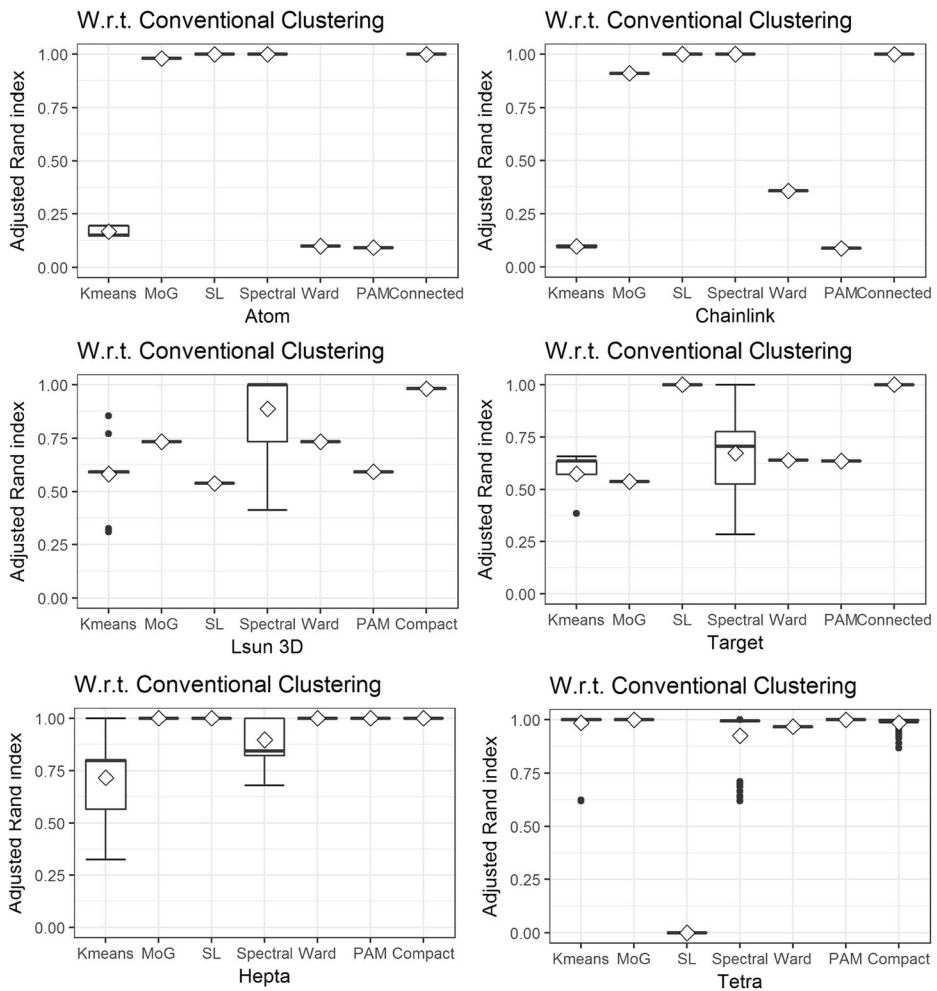 W.r.t. Conventional Clustering
Adjusted Rand index
1.00
0.75
0.50
0.25
0.00
Kmeans MoG SL Spectral Ward PAM Connected
Atom
W.r.t. Conventional Clustering
Adjusted Rand index
1.00
0.75
0.50
0.25
0.00
Kmeans MoG SL Spectral Ward PAM Connected
Chainlink
W.r.t. Conventional Clustering
Adjusted Rand index
1.00
0.75
0.50
0.25
0.00
Kmeans MoG SL Spectral Ward PAM Compact
Lsun 3D
W.r.t. Conventional Clustering
Adjusted Rand index
1.00
0.75
0.50
0.25
0.00
Kmeans MoG SL Spectral Ward PAM Connected
Target
W.r.t. Conventional Clustering
Adjusted Rand index
1.00
0.75
0.50
0.25
0.00
Kmeans MoG SL Spectral Ward PAM Compact
Hepta
W.r.t. Conventional Clustering
Adjusted Rand index
1.00
0.75
0.50
0.25
0.00
Kmeans MoG SL Spectral Ward PAM Compact
Tetra